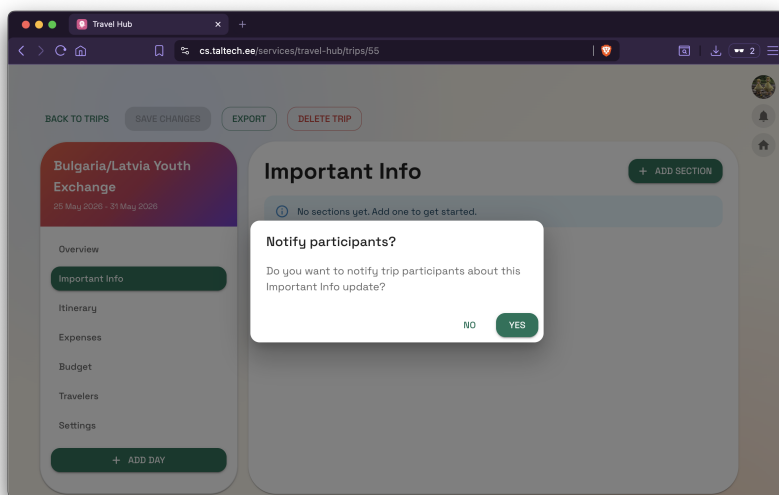 Travel Hub
cs.taltech.ee/services/travel-hub/trips/55
2
BACK TO TRIPS
SAVE CHANGES
EXPORT
DELETE TRIP
Bulgaria/Latvia Youth
Exchange
25 May 2026 - 31 May 2026
Overview
Important Info
Itinerary
Expenses
Budget
Travelers
Settings
+ ADD DAY
Important Info
+ ADD SECTION
No sections yet. Add one to get started.
Notify participants?
Do you want to notify trip participants about this
Important Info update?
NO
YES